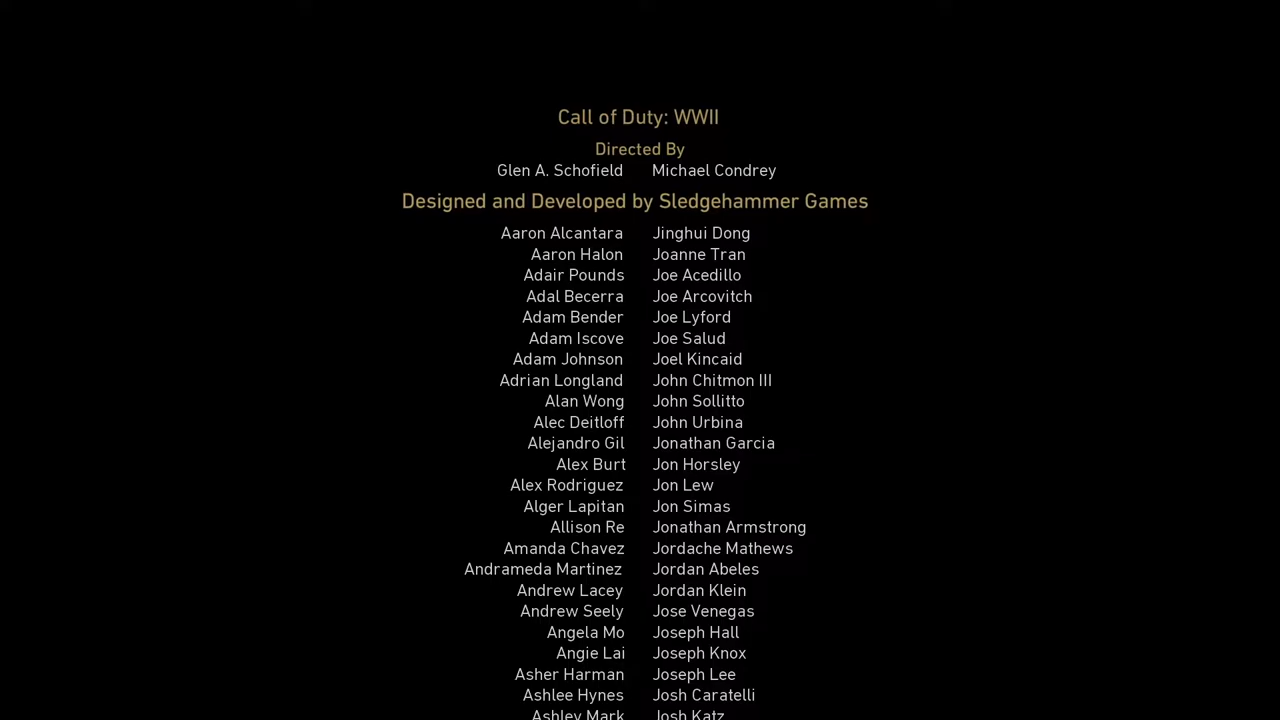 Call of Duty: WWII
Directed By
Glen A. Schofield Michael Condrey
Designed and Developed by Sledgehammer Games
Aaron Alcantara Jinghui Dong
Aaron Halon Joanne Tran
Adair Pounds Joe Acedillo
Adal Becerra Joe Arcovitch
Adam Bender Joe Lyford
Adam Iscove Joe Salud
Adam Johnson Joel Kincaid
Adrian Longland John Chitmon III
Alan Wong John Sollitto
Alec Deitloff John Urbina
Alejandro Gil Jonathan Garcia
Alex Burt Jon Horsley
Alex Rodriguez Jon Lew
Alger Lapitan Jon Simas
Allison Re Jonathan Armstrong
Amanda Chavez Jordache Mathews
Andrameda Martinez Jordan Abeles
Andrew Lacey Jordan Klein
Andrew Seely Jose Venegas
Angela Mo Joseph Hall
Angie Lai Joseph Knox
Asher Harman Joseph Lee
Ashlee Hynes Josh Caratelli
Ashley Mark Josh Katz